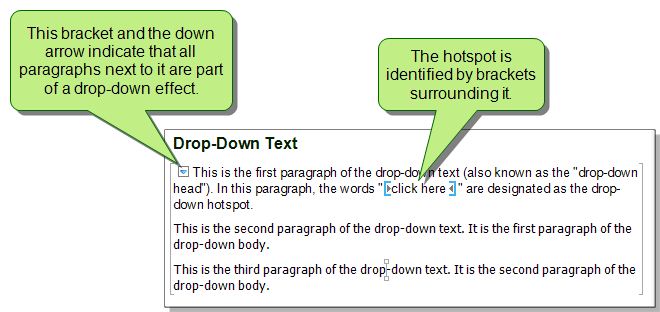 This bracket and the down
arrow indicate that all
paragraphs next to it are part
of a drop-down effect.
The hotspot is
identified by brackets
surrounding it.
Drop-Down Text
This is the first paragraph of the drop-down text (also known as the "drop-down
head"). In this paragraph, the words "click here" are designated as the drop-
down hotspot.
This is the second paragraph of the drop-down text. It is the first paragraph of the
drop-down body.
This is the third paragraph of the drop-down text. It is the second paragraph of the
drop-down body.